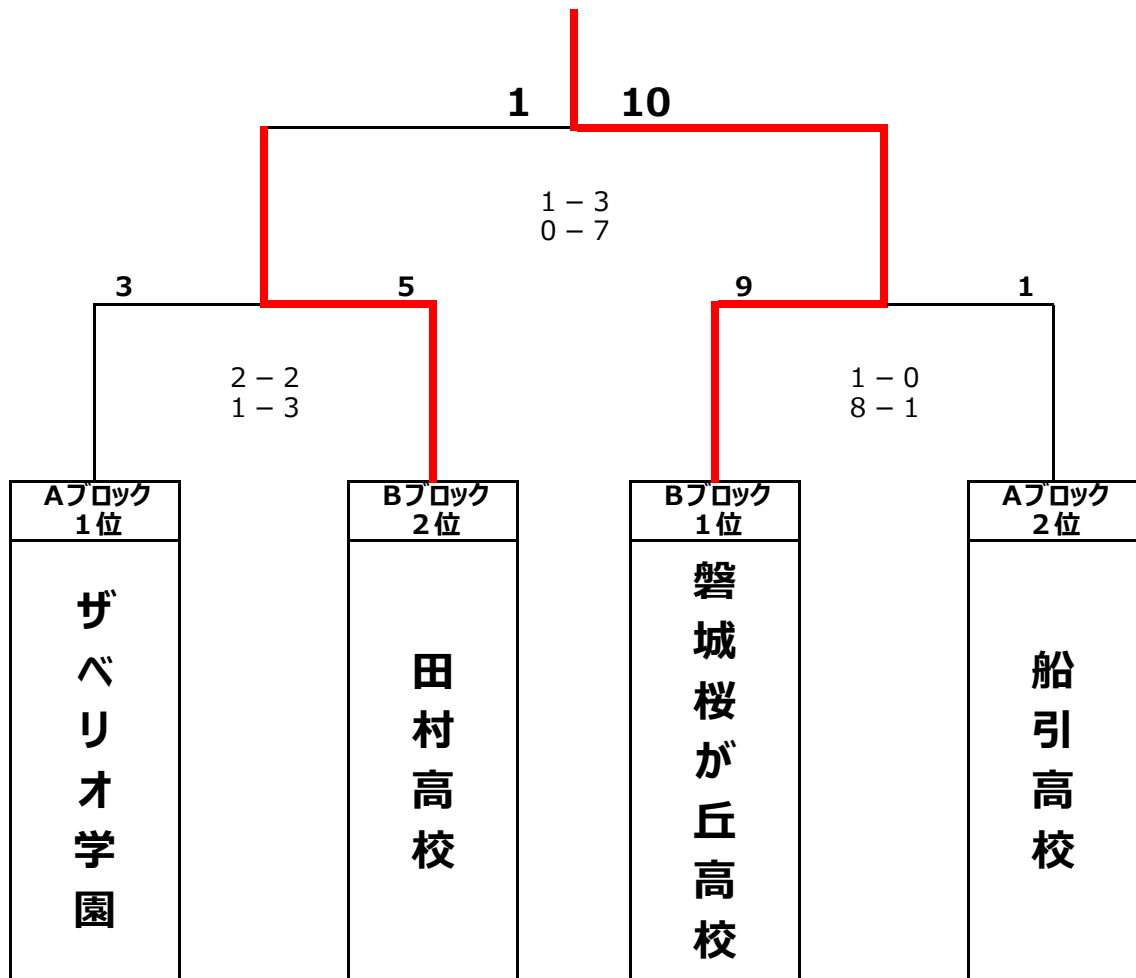 1 10
1 – 3
0 – 7
3 5 9 1
2 – 2
1 – 3
1 – 0
8 – 1
Aブロック
1位
Bブロック
2位
Bブロック
1位
Aブロック
2位
ザベリオ学園
田村高校
磐城桜が丘高校
船引高校